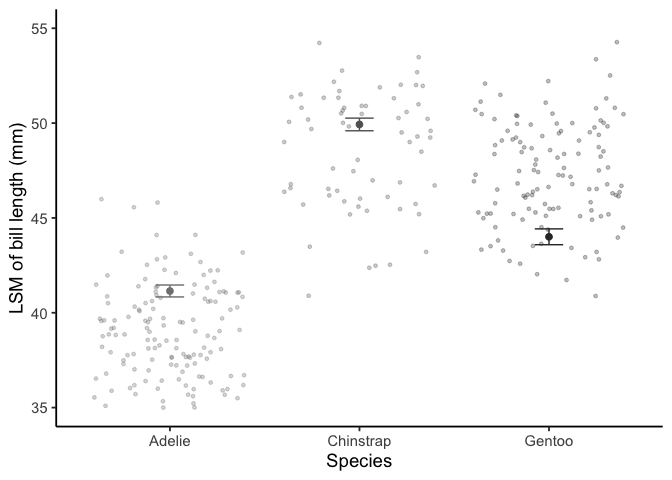 55
50
45
40
35
LSM of bill length (mm)
Adelie
Chinstrap
Gentoo
Species